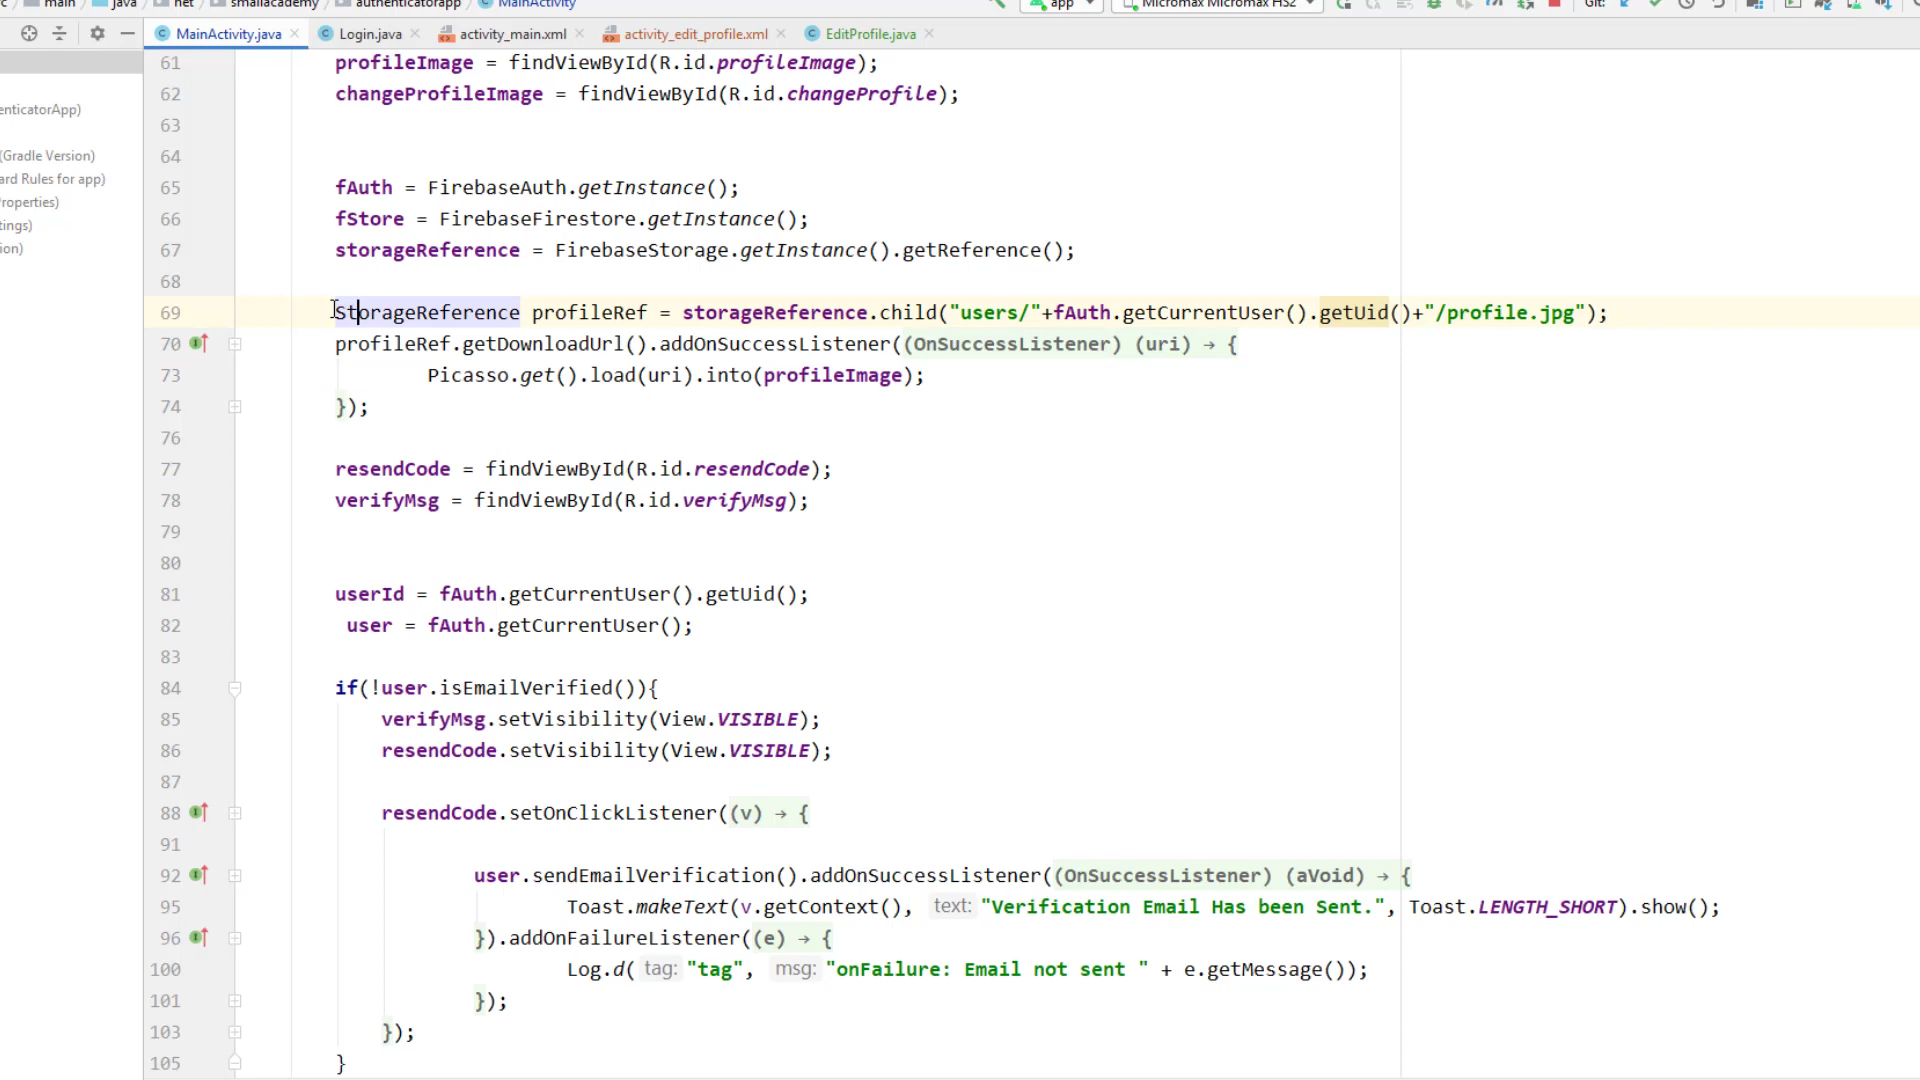 main java net smallacademy authenticatorapp MainActivity app Micromax Micromax HS2 Git:
MainActivity.java Login.java activity_main.xml activity_edit_profile.xml EditProfile.java
enticatorApp)
(Gradle Version)
ard Rules for app)
roperties)
tings)
ion)
61 profileImage = findViewById(R.id.profileImage);
62 changeProfileImage = findViewById(R.id.changeProfile);
63
64
65 fAuth = FirebaseAuth.getInstance();
66 fStore = FirebaseFirestore.getInstance();
67 storageReference = FirebaseStorage.getInstance().getReference();
68
69 StorageReference profileRef = storageReference.child("users/"+fAuth.getCurrentUser().getUid()+"/profile.jpg");
70 profileRef.getDownloadUrl().addOnSuccessListener((OnSuccessListener) (uri) → {
73 Picasso.get().load(uri).into(profileImage);
74 });
76
77 resendCode = findViewById(R.id.resendCode);
78 verifyMsg = findViewById(R.id.verifyMsg);
79
80
81 userId = fAuth.getCurrentUser().getUid();
82 user = fAuth.getCurrentUser();
83
84 if(!user.isEmailVerified()){
85 verifyMsg.setVisibility(View.VISIBLE);
86 resendCode.setVisibility(View.VISIBLE);
87
88 resendCode.setOnClickListener((v) → {
91
92 user.sendEmailVerification().addOnSuccessListener((OnSuccessListener) (aVoid) → {
95 Toast.makeText(v.getContext(), text: "Verification Email Has been Sent.", Toast.LENGTH_SHORT).show();
96 }).addOnFailureListener((e) → {
100 Log.d( tag: "tag", msg: "onFailure: Email not sent " + e.getMessage());
101 });
103 });
105 }